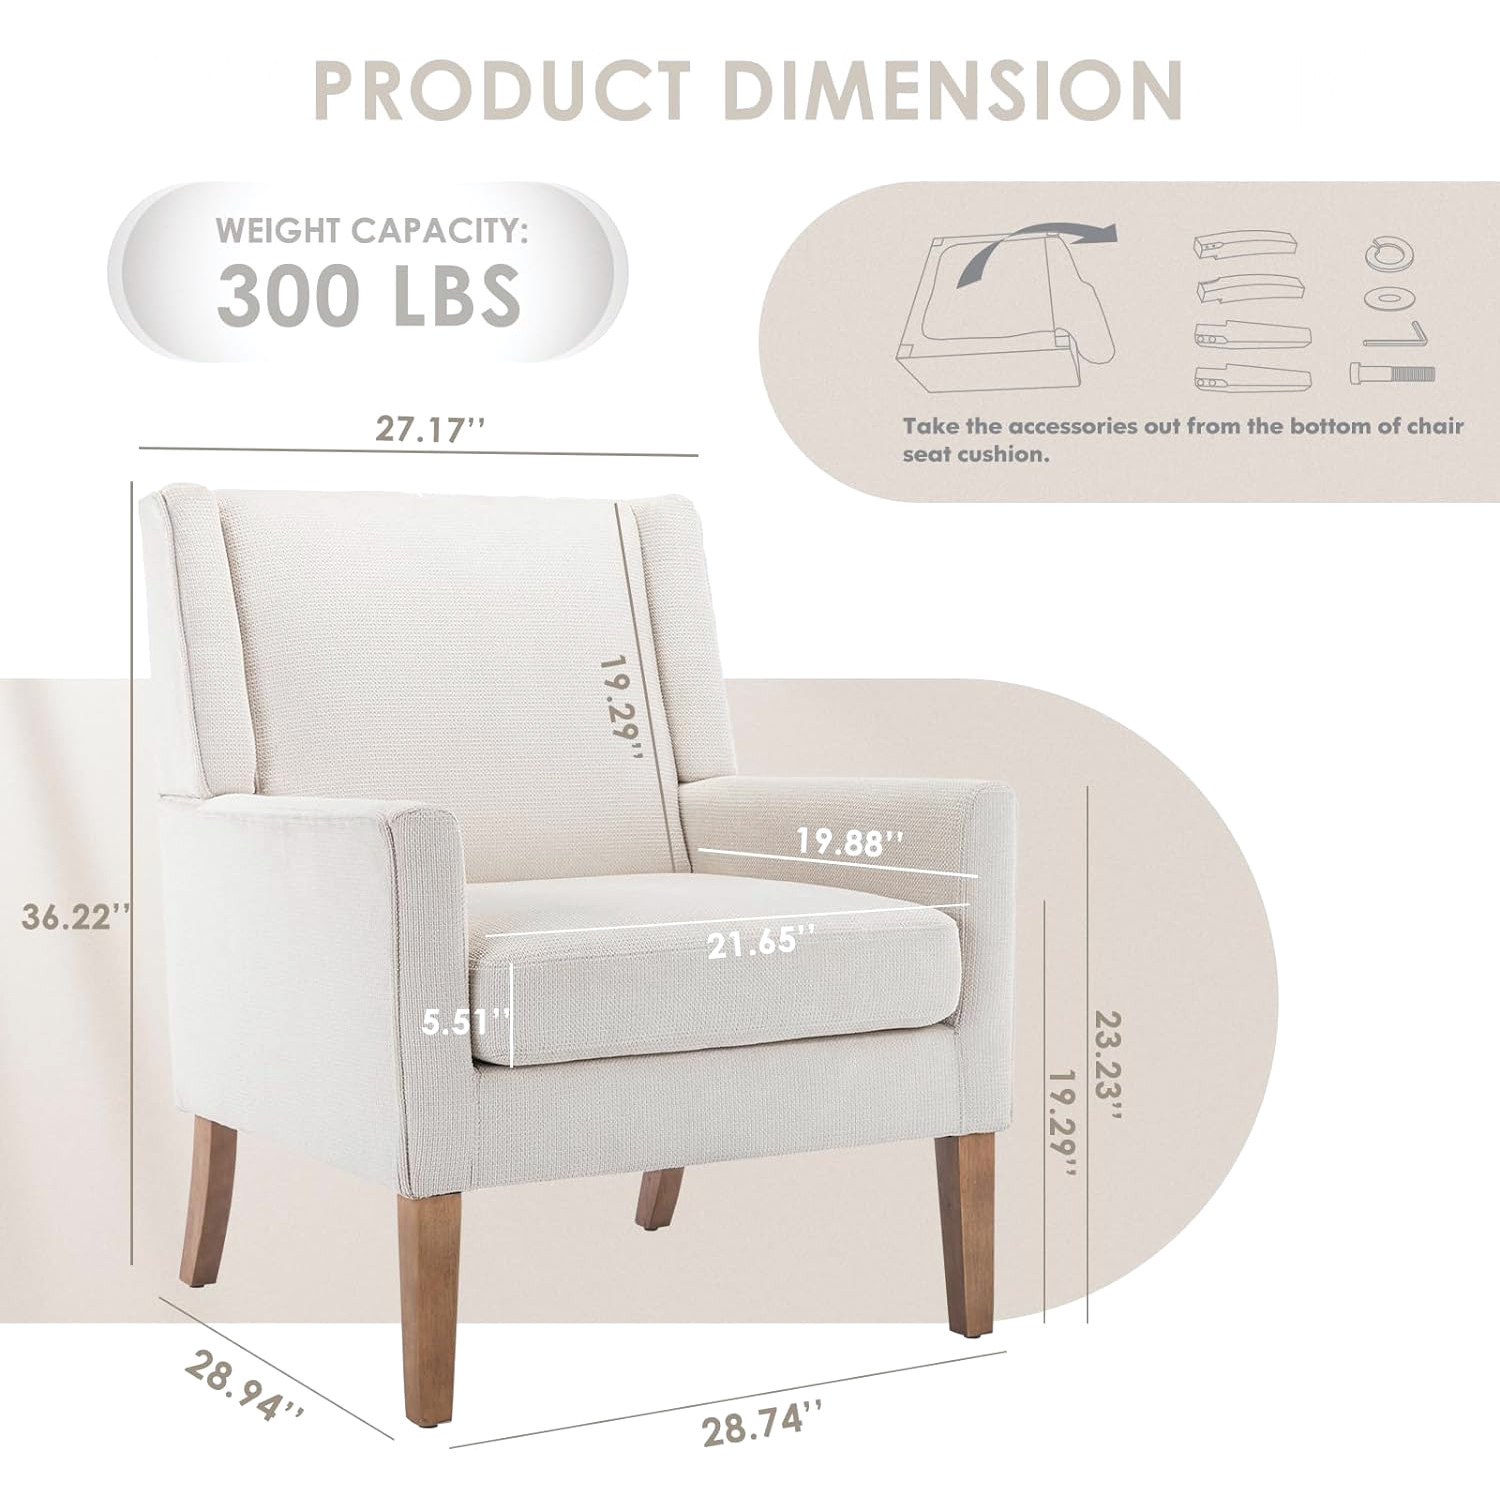 PRODUCT DIMENSION
WEIGHT CAPACITY:
300 LBS
Take the accessories out from the bottom of chair
seat cushion.
27.17’’
19.29’’
19.88’’
21.65’’
36.22’’
5.51’’
23.23’’
19.29’’
28.94’’
28.74’’